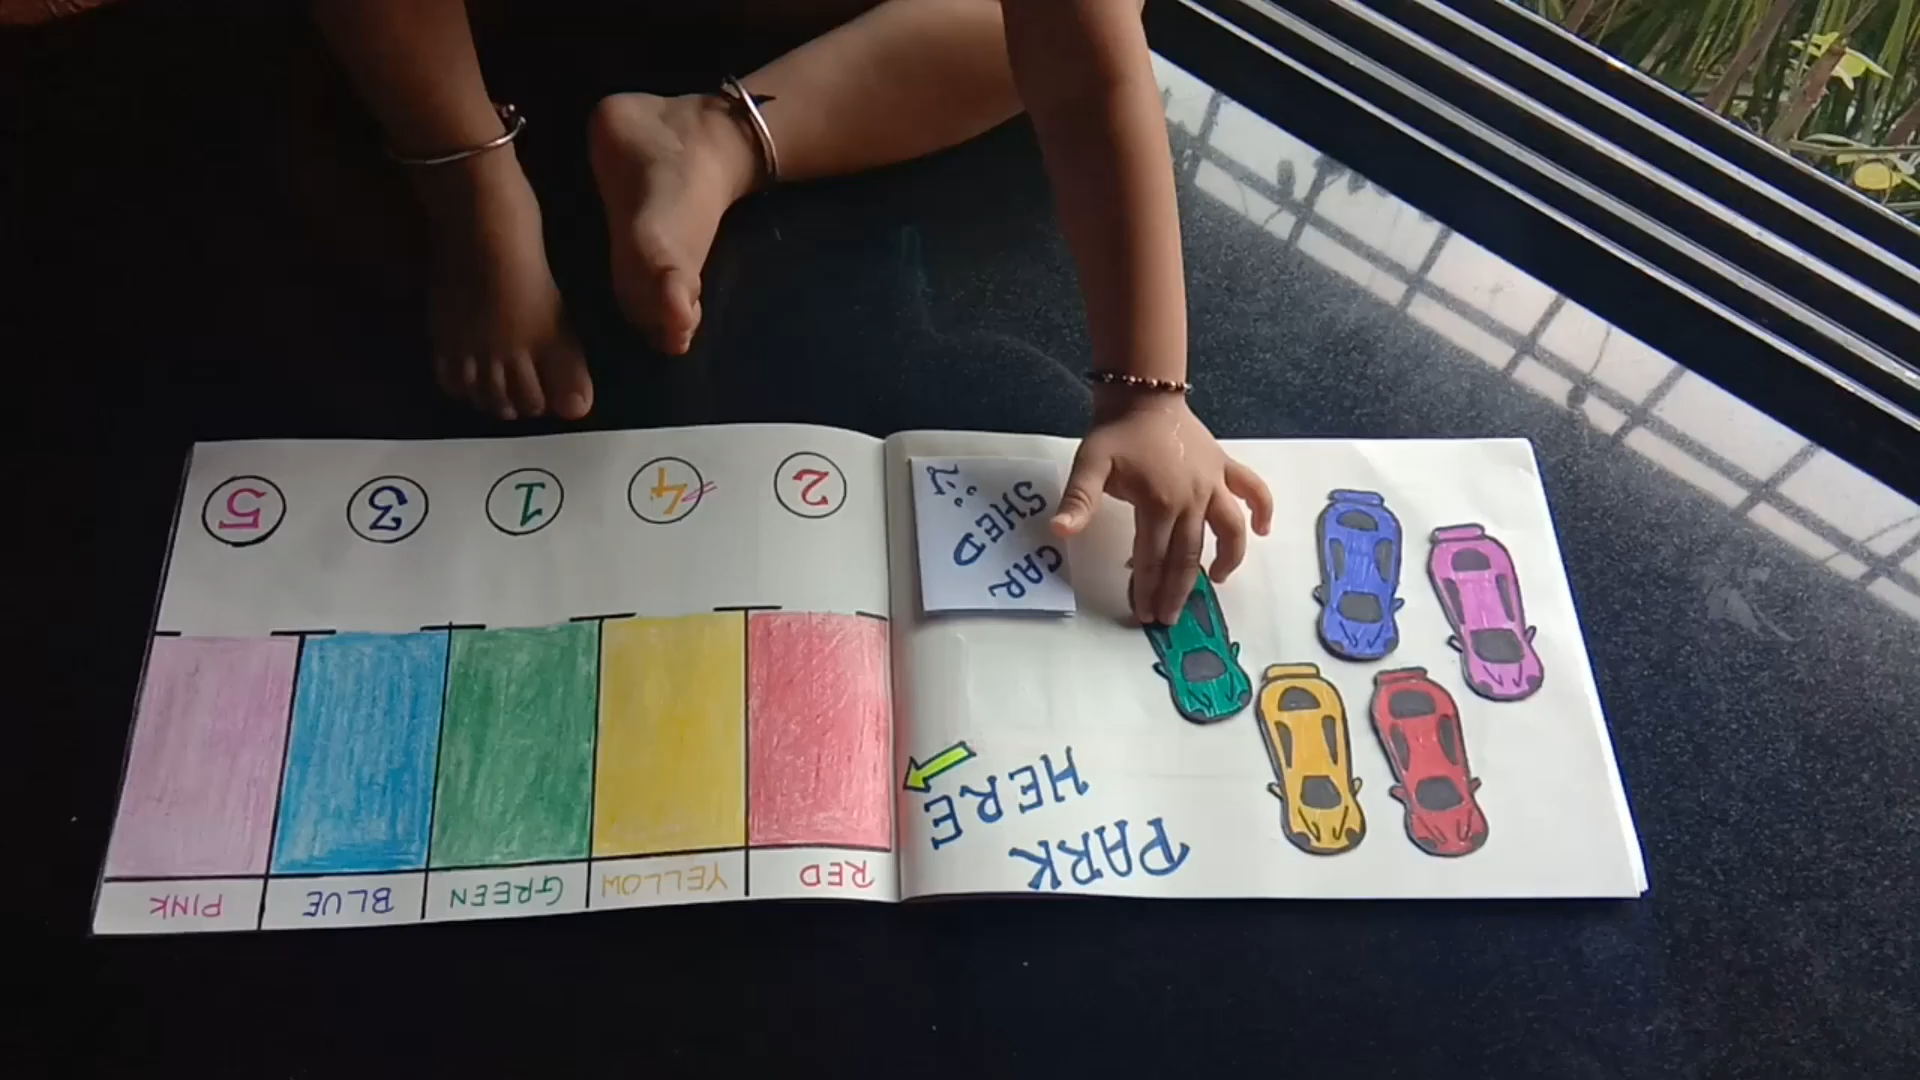 PARK
HERE
CAR
SHED
RED
YELLOW
GREEN
BLUE
PINK
2
4
1
3
5